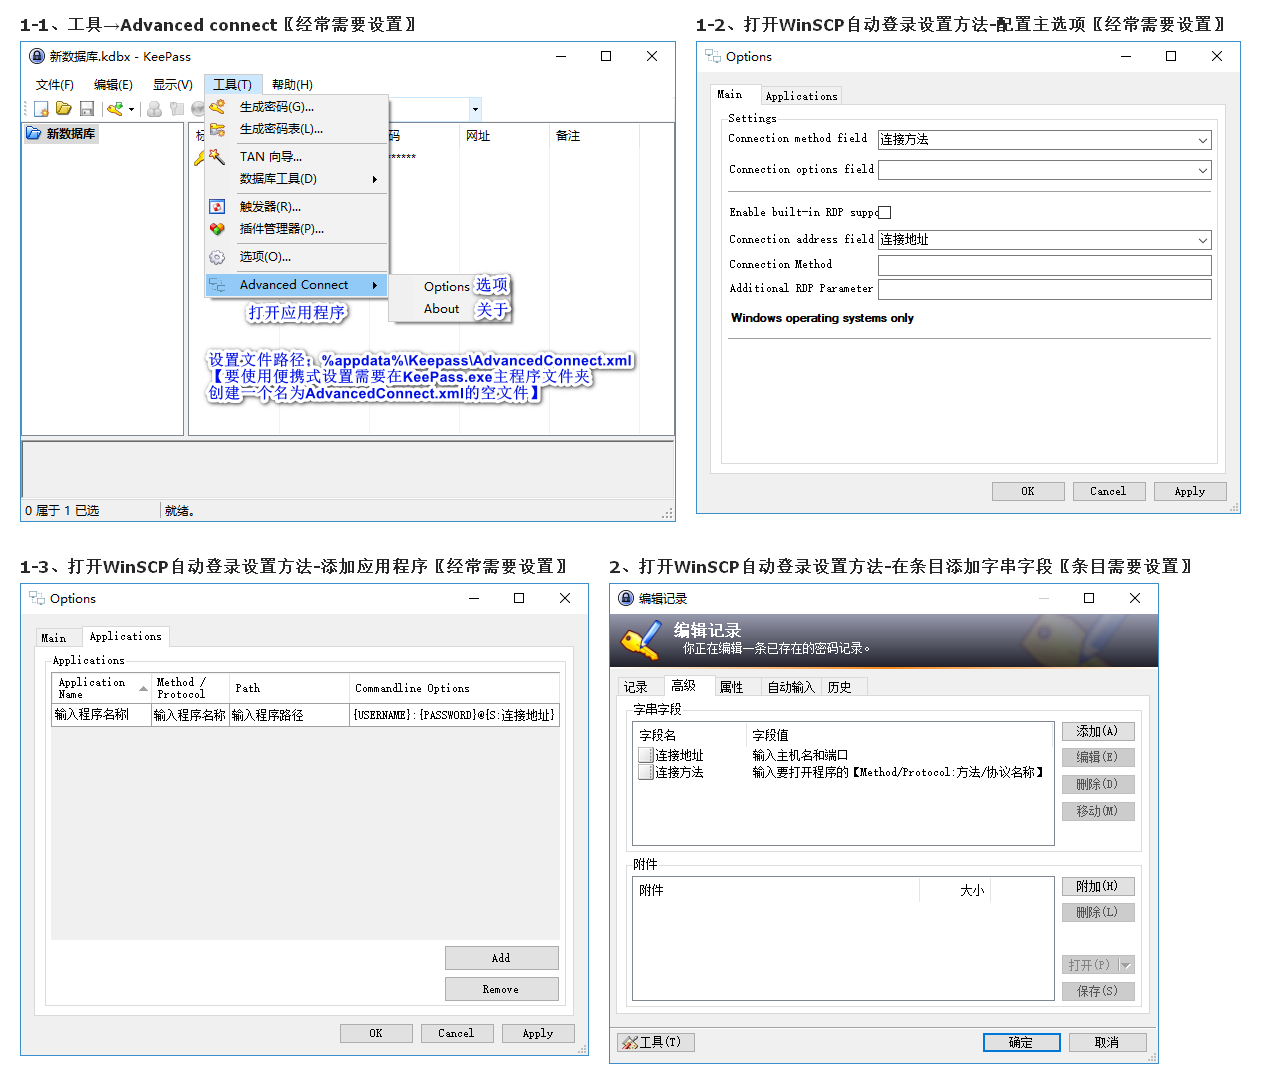 1-1、工具→Advanced connect〖经常需要设置〗
新数据库.kdbx - KeePass
文件(F) 编辑(E) 显示(V) 工具(T) 帮助(H)
新数据库
生成密码(G)...
生成密码表(L)...
TAN 向导...
数据库工具(D)
触发器(R)...
插件管理器(P)...
选项(O)...
Advanced Connect
码 网址 备注
******
Options 选项
About 关于
打开应用程序
设置文件路径：%appdata%\Keepass\AdvancedConnect.xml
【要使用便携式设置需要在KeePass.exe主程序文件夹
创建一个名为AdvancedConnect.xml的空文件】
0 属于 1 已选 就绪。
1-2、打开WinSCP自动登录设置方法-配置主选项〖经常需要设置〗
Options
Main Applications
Settings
Connection method field 连接方法
Connection options field
Enable built-in RDP suppo
Connection address field 连接地址
Connection Method
Additional RDP Parameter
Windows operating systems only
OK Cancel Apply
1-3、打开WinSCP自动登录设置方法-添加应用程序〖经常需要设置〗
Options
Main Applications
Applications
Application Name Method / Protocol Path Commandline Options
输入程序名称 输入程序名称 输入程序路径 {USERNAME}:{PASSWORD}@{S:连接地址}
Add
Remove
OK Cancel Apply
2、打开WinSCP自动登录设置方法-在条目添加字串字段〖条目需要设置〗
编辑记录
编辑记录
你正在编辑一条已存在的密码记录。
记录 高级 属性 自动输入 历史
字串字段
字段名 字段值
连接地址 输入主机名和端口
连接方法 输入要打开程序的【Method/Protocol:方法/协议名称】
添加(A)
编辑(E)
删除(D)
移动(M)
附件
附件 大小
附加(H)
删除(L)
打开(P)
保存(S)
工具(T) 确定 取消